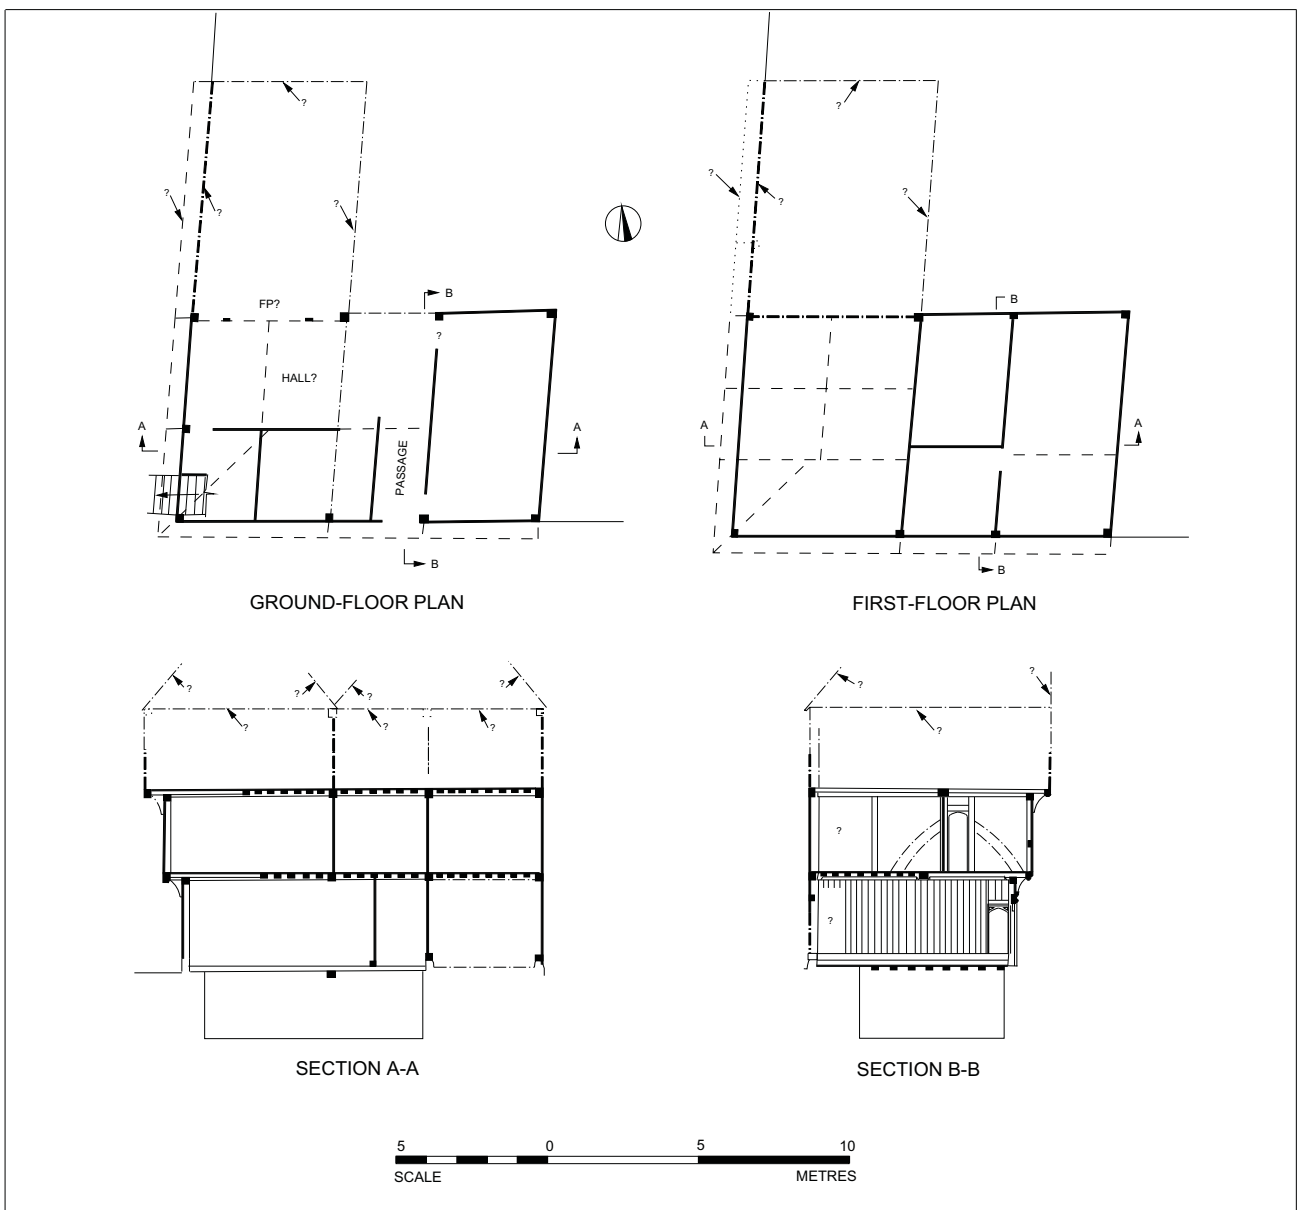 ?
?
?
?
?
?
?
?
B
B
FP?
?
HALL?
A
A
A
A
PASSAGE
B
B
GROUND-FLOOR PLAN
FIRST-FLOOR PLAN
?
?
?
?
?
?
?
?
?
?
?
?
?
SECTION A-A
SECTION B-B
5 0 5 10
SCALE METRES